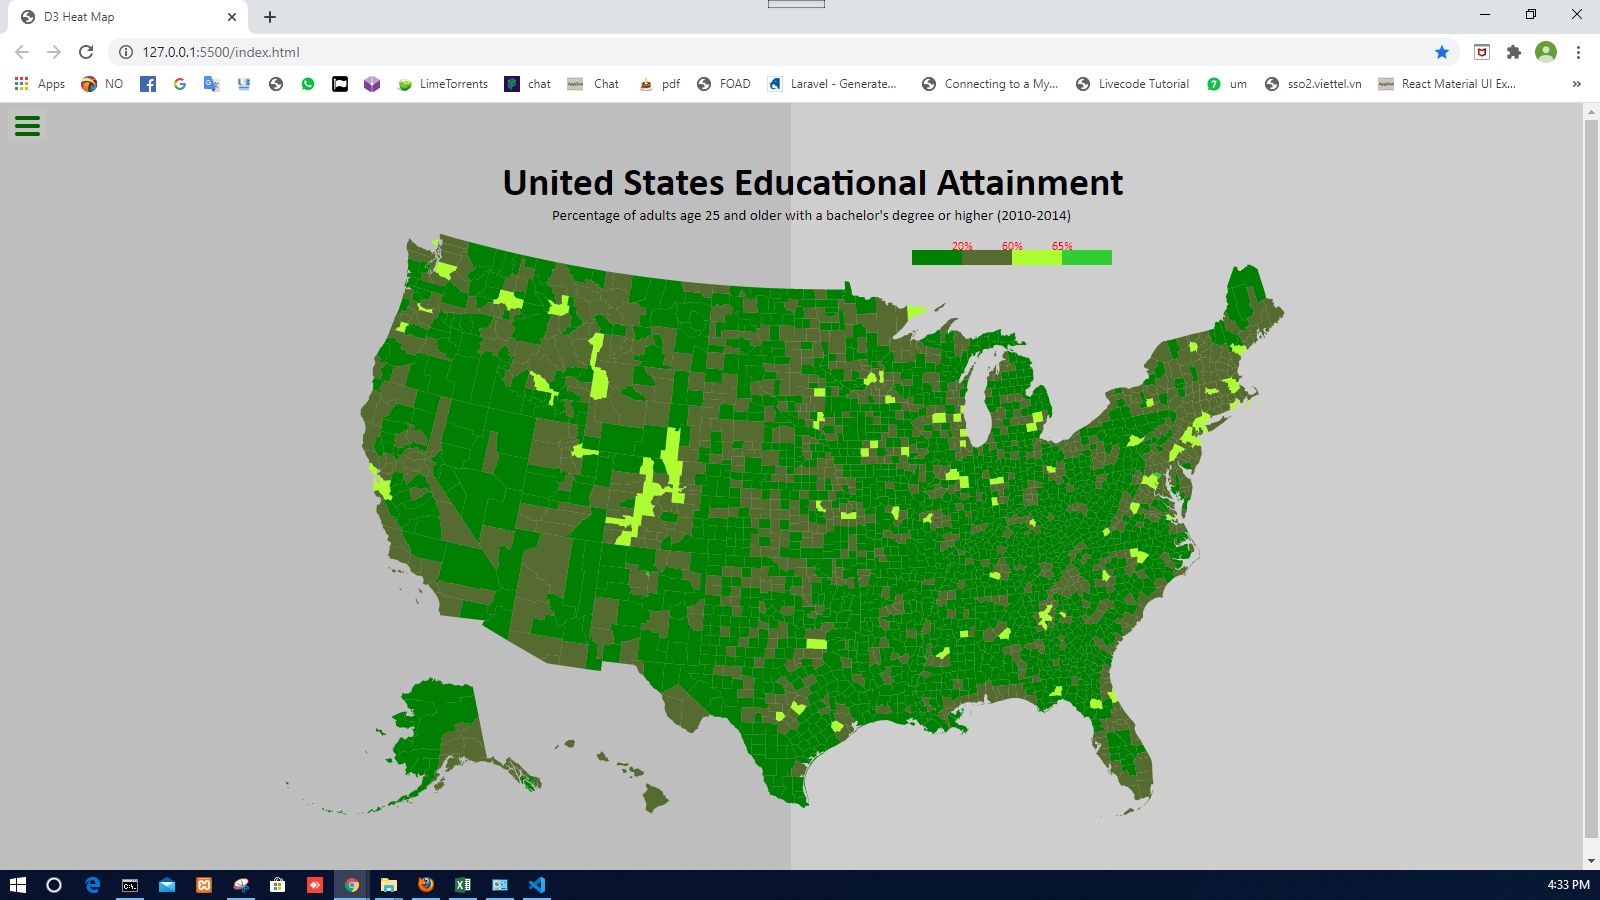 D3 Heat Map
127.0.0.1:5500/index.html
Apps NO LimeTorrents chat Chat pdf FOAD Laravel - Generate... Connecting to a My... Livecode Tutorial um sso2.viettel.vn React Material UI Ex... »
United States Educational Attainment
Percentage of adults age 25 and older with a bachelor's degree or higher (2010-2014)
20% 60% 65%
4:33 PM